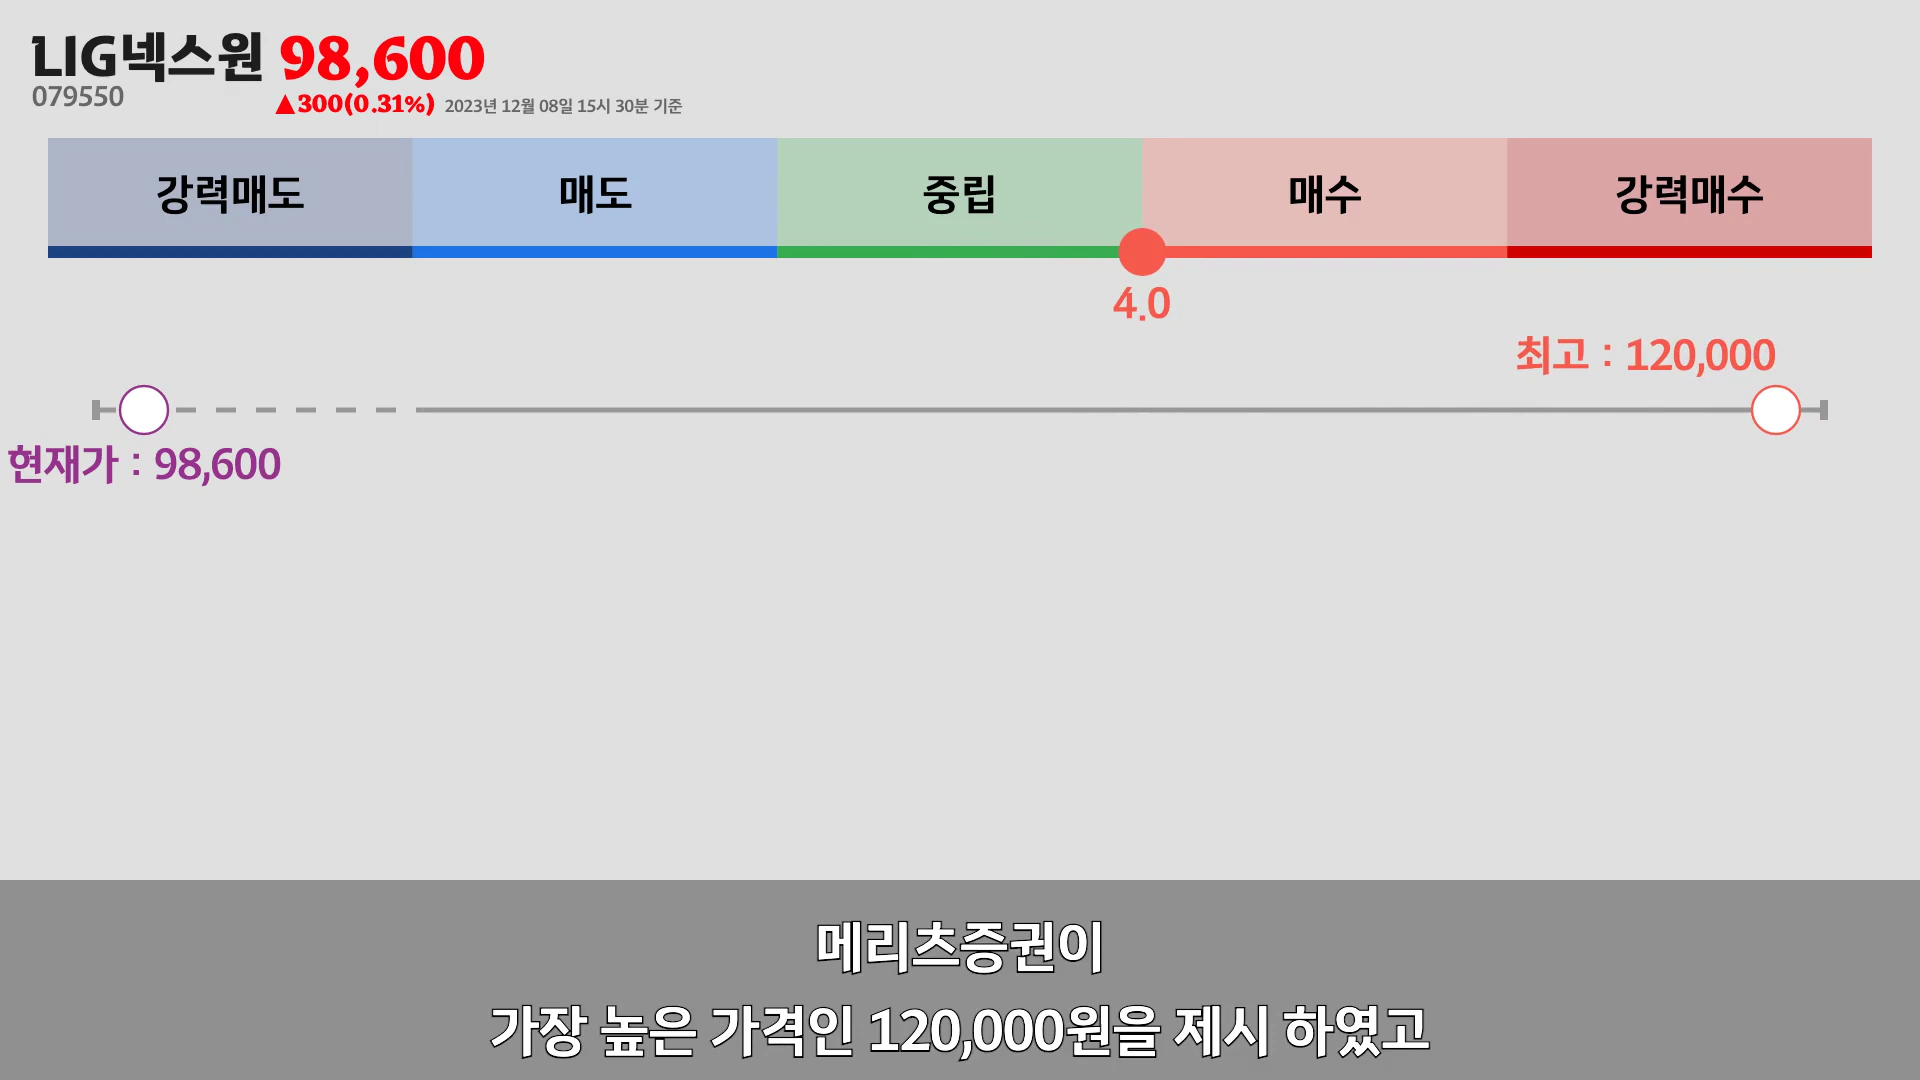 LIG넥스원 98,600
079550
▲300(0.31%) 2023년 12월 08일 15시 30분 기준
강력매도 매도 중립 매수 강력매수
4.0
최고 : 120,000
현재가 : 98,600
메리츠증권이
가장 높은 가격인 120,000원을 제시 하였고